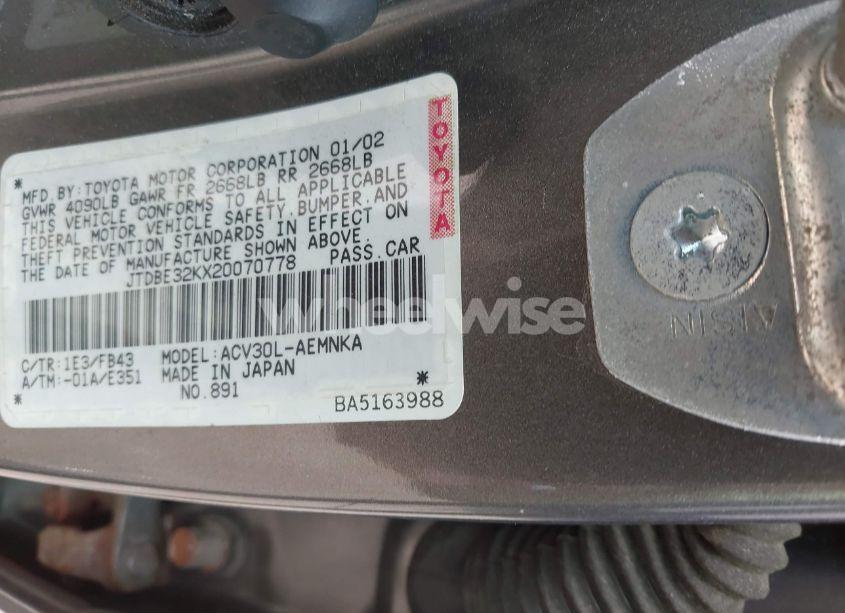 MFD.BY:TOYOTA MOTOR CORPORATION 01/02
GVWR 4090LB GAWR FR 2668LB RR 2668LB
THIS VEHICLE CONFORMS TO ALL APPLICABLE
FEDERAL MOTOR VEHICLE SAFETY,BUMPER,AND
THEFT PREVENTION STANDARDS IN EFFECT ON
THE DATE OF MANUFACTURE SHOWN ABOVE.
JTDBE32KX20070778 PASS.CAR
TOYOTA
C/TR:1E3/FB43 MODEL:ACV30L-AEMNKA
A/TM:-01A/E351 MADE IN JAPAN
NO.891
BA5163988
AISIN
wheelwise